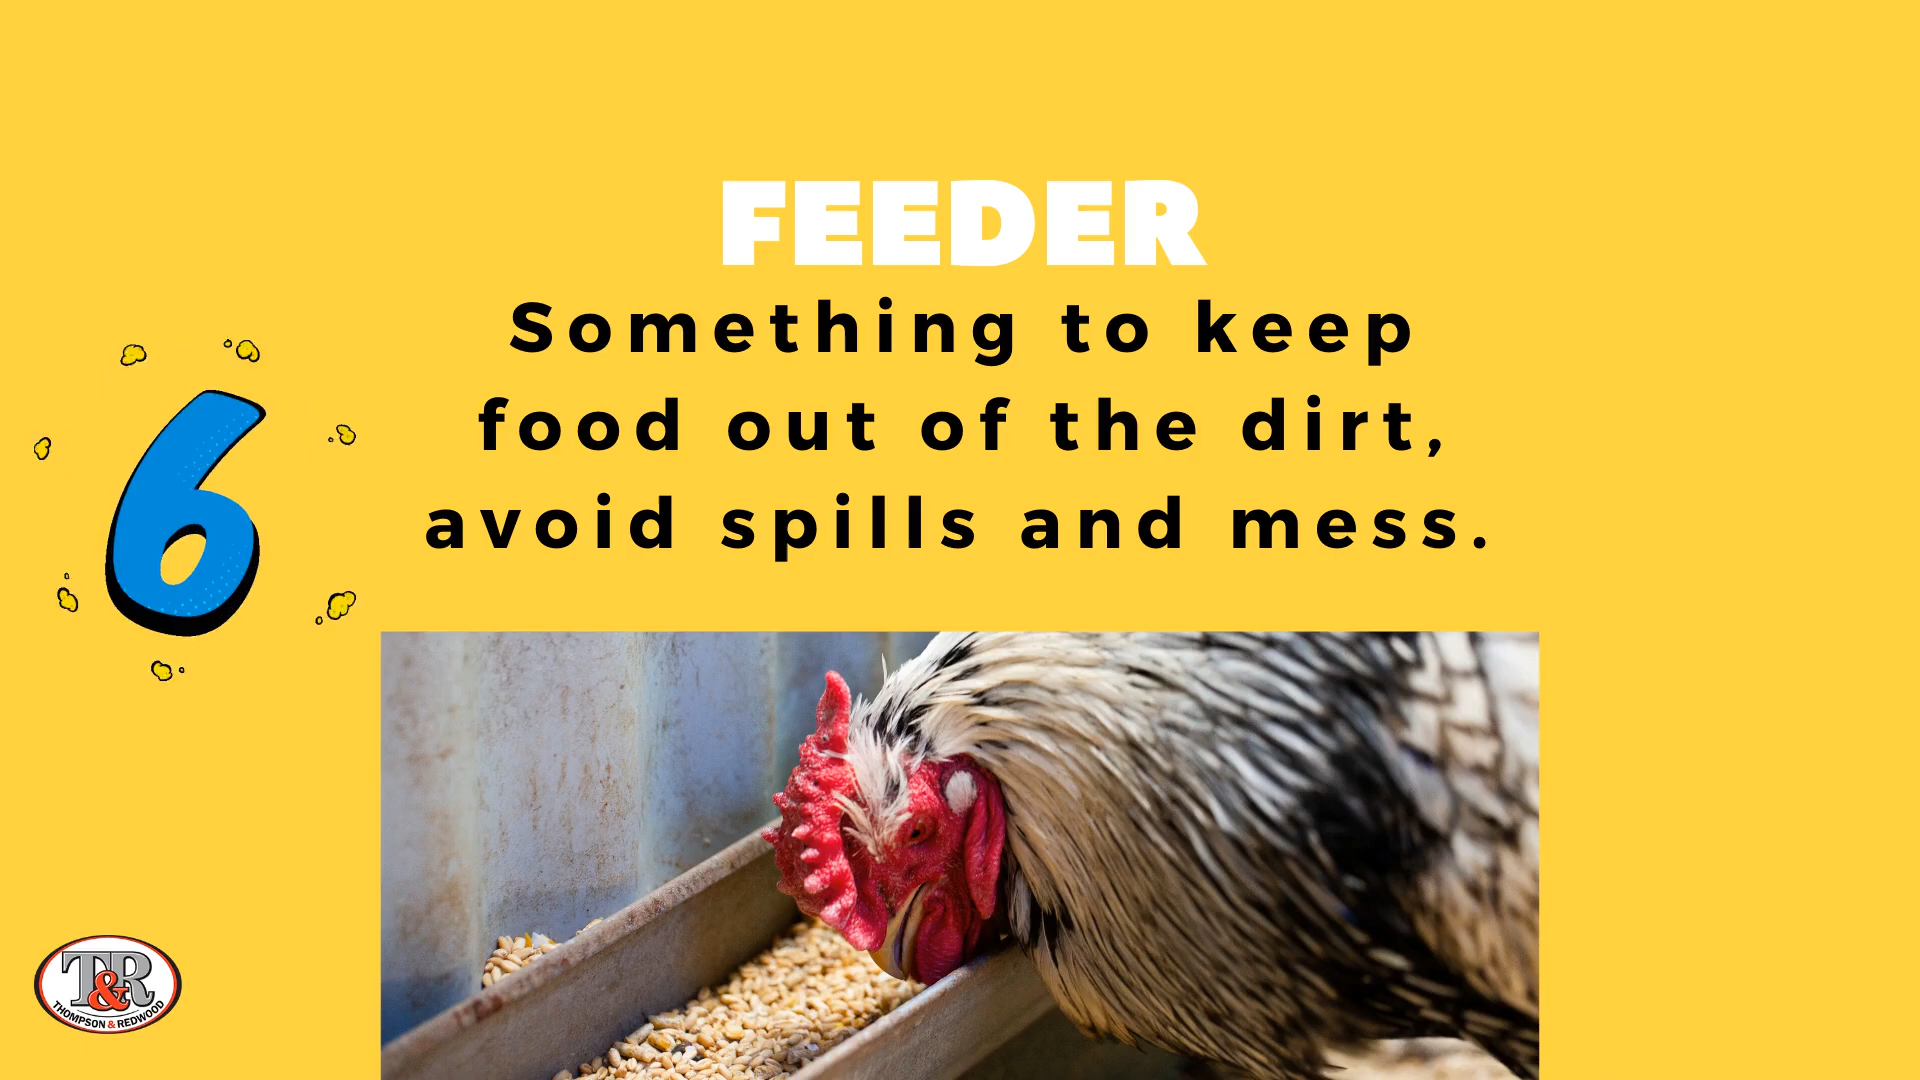 FEEDER
Something to keep
food out of the dirt,
avoid spills and mess.
6
T&R
THOMPSON & REDWOOD